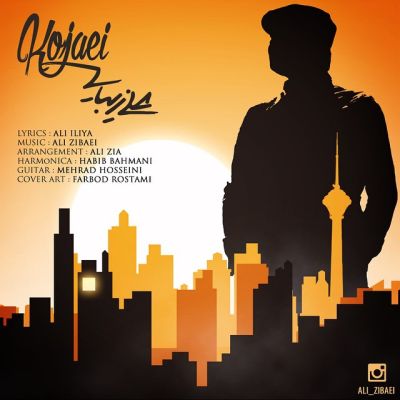 Kojaei
علی زیبایی
LYRICS : ALI ILIYA
MUSIC : ALI ZIBAEI
ARRANGEMENT : ALI ZIA
HARMONICA : HABIB BAHMANI
GUITAR : MEHRAD HOSSEINI
COVER ART : FARBOD ROSTAMI
ALI_ZIBAEI